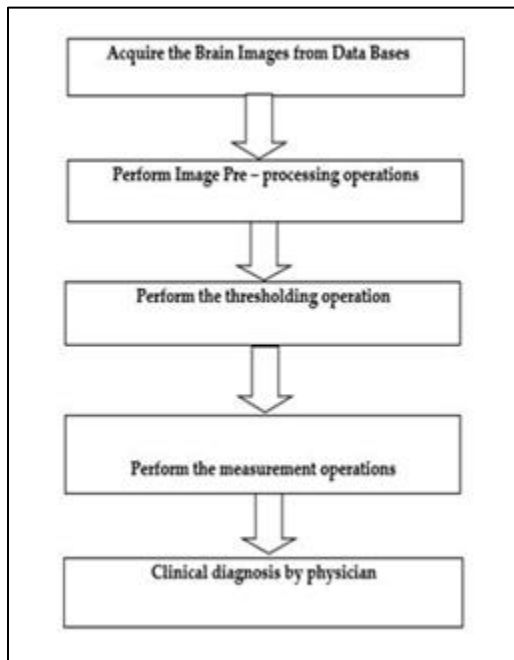 Acquire the Brain Images from Data Bases
Perform Image Pre – processing operations
Perform the thresholding operation
Perform the measurement operations
Clinical diagnosis by physician